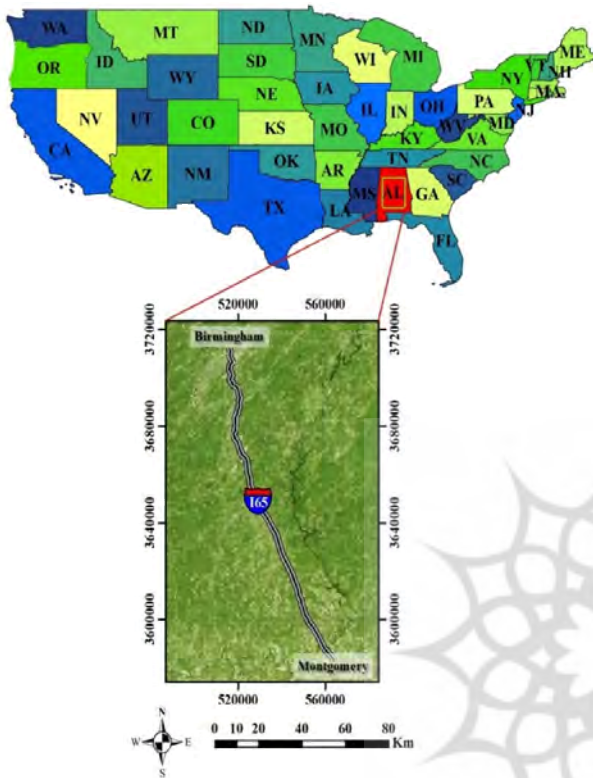 WA
MT
ND
MN
ME
OR
ID
SD
WI
MI
VT
NH
NY
WY
MA
NE
IA
PA
NV
UT
IL
IN
OH
NJ
CO
MD
WV
CA
KS
MO
KY
VA
TN
NC
AZ
NM
OK
AR
SC
MS
AL
GA
TX
LA
FL
520000 560000
3720000
3720000
Birmingham
3680000
3680000
I65
3640000
3640000
3600000
3600000
Montgomery
520000 560000
N
W E
S
0 10 20 40 60 80
Km